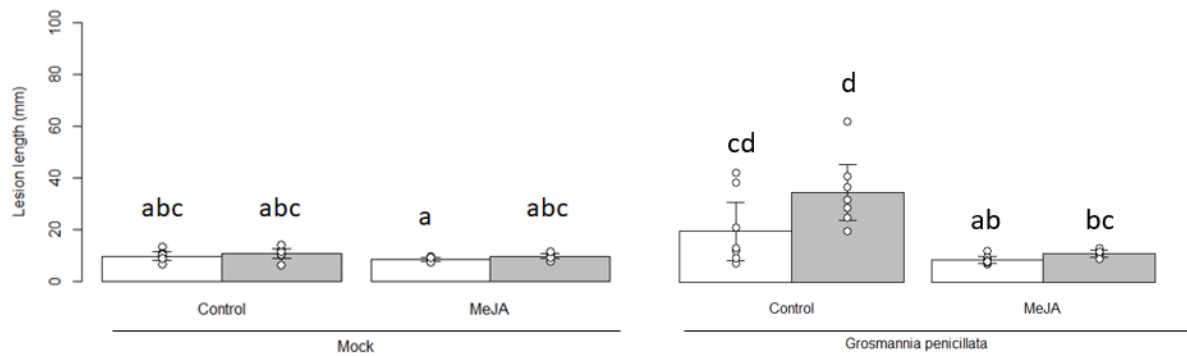 Lesion length (mm)
100
80
60
40
20
0
abc
abc
a
abc
cd
d
ab
bc
Control
MeJA
Control
MeJA
Mock
Grosmannia penicillata